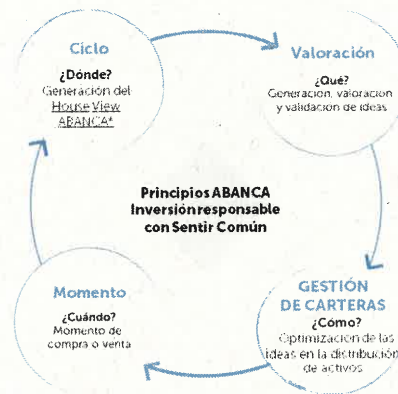 Ciclo
¿Dónde?
Generación del
House View
ABANCA*
Valoración
¿Qué?
Generación, valoración
y validación de ideas
Principios ABANCA
Inversión responsable
con Sentir Común
Momento
¿Cuándo?
Momento de
compra o venta
GESTIÓN
DE CARTERAS
¿Cómo?
Optimización de las
ideas en la distribución
de activos